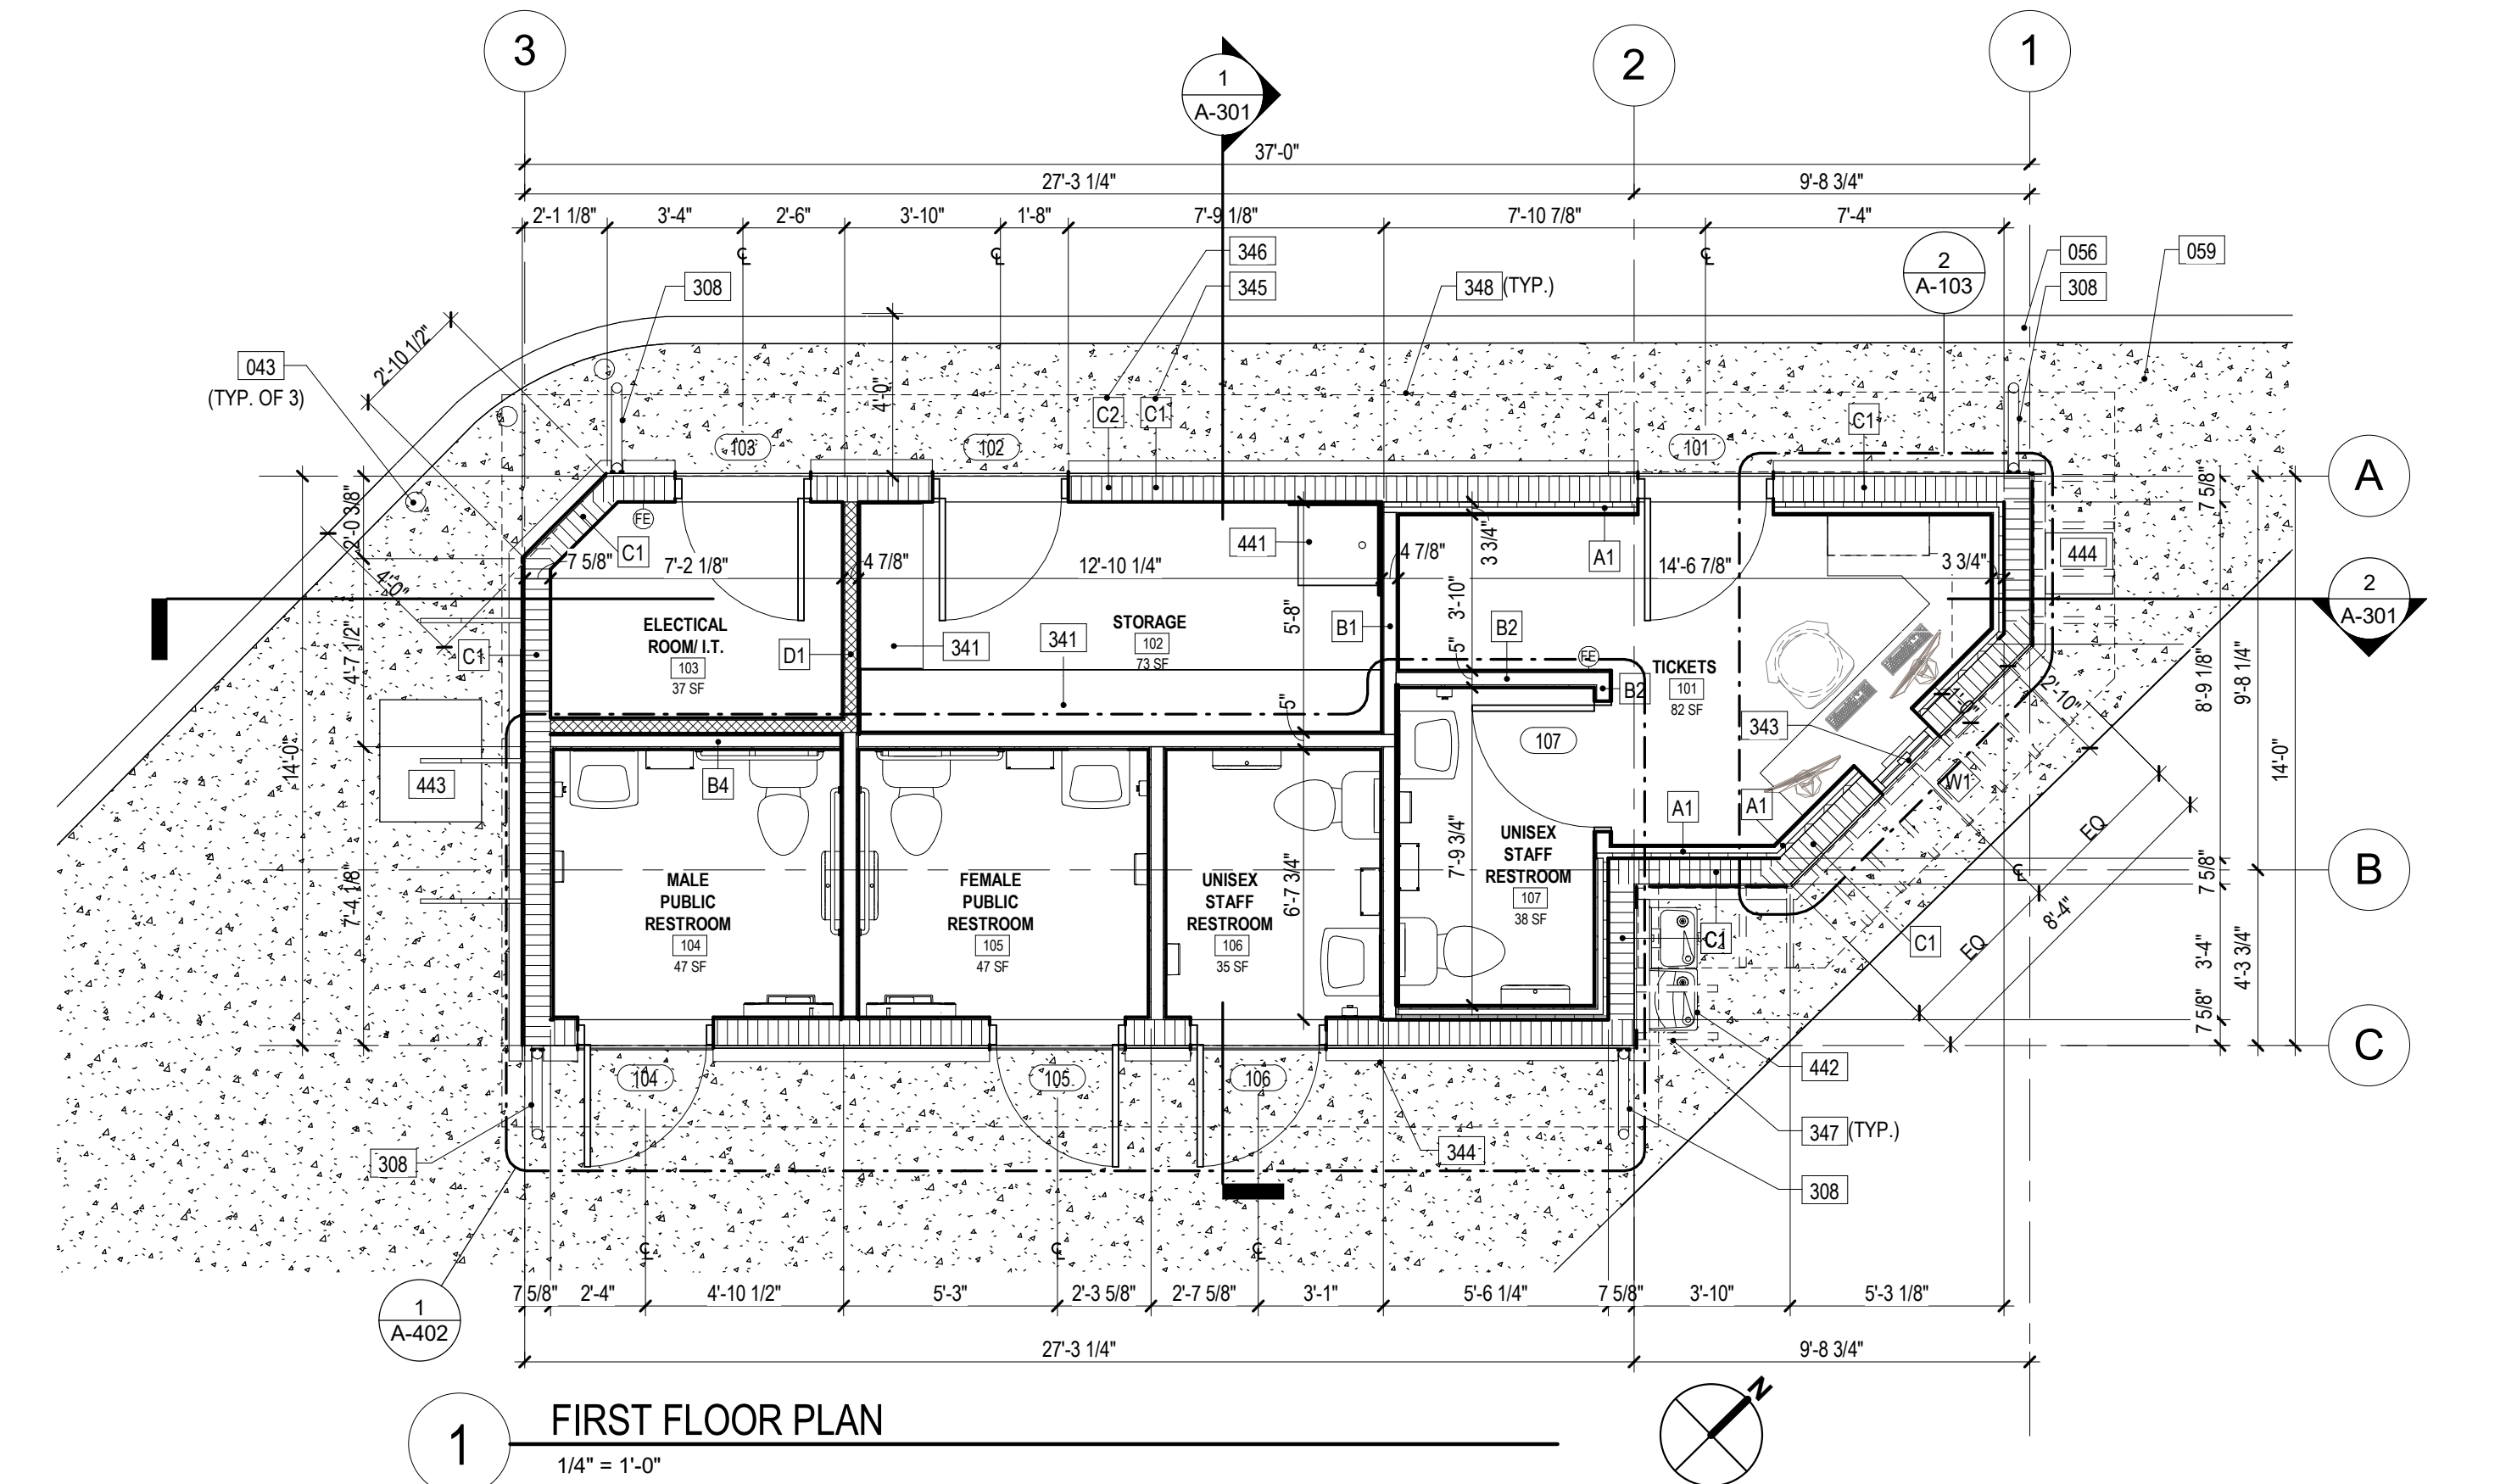 3
2
1
1
A-301
37'-0"
27'-3 1/4"
9'-8 3/4"
2'-1 1/8"
3'-4"
2'-6"
3'-10"
1'-8"
7'-9 1/8"
7'-10 7/8"
7'-4"
℄
℄
℄
346
345
308
348 (TYP.)
2
A-103
056
059
308
2'-10 1/2"
043
(TYP. OF 3)
4'-0"
C2
C1
C1
103
102
101
A
2'-0 3/8"
7 5/8"
FE
C1
441
4 7/8"
3 3/4"
A1
444
7 5/8"
7'-2 1/8"
4 7/8"
12'-10 1/4"
14'-6 7/8"
3 3/4"
4'-0"
2
A-301
ELECTICAL
ROOM/ I.T.
103
37 SF
C1
D1
341
341
STORAGE
102
73 SF
5'-8"
B1
3'-10"
5"
B2
FE
B2
TICKETS
101
82 SF
4'-7 1/2"
14'-0"
8'-9 1/8"
9'-8 1/4"
14'-0"
1'-0"
2'-10"
343
5"
107
443
B4
W1
A1
A1
7'-9 3/4"
EQ
UNISEX
STAFF
RESTROOM
107
38 SF
B
7'-4 1/8"
MALE
PUBLIC
RESTROOM
104
47 SF
FEMALE
PUBLIC
RESTROOM
105
47 SF
UNISEX
STAFF
RESTROOM
106
35 SF
6'-7 3/4"
℄
7 5/8"
8'-4"
C1
C1
EQ
3'-4"
4'-3 3/4"
7 5/8"
C
104
105
106
442
347 (TYP.)
308
344
308
℄
℄
℄
7 5/8"
2'-4"
4'-10 1/2"
5'-3"
2'-3 5/8"
2'-7 5/8"
3'-1"
5'-6 1/4"
7 5/8"
3'-10"
5'-3 1/8"
1
A-402
27'-3 1/4"
9'-8 3/4"
N
1
FIRST FLOOR PLAN
1/4" = 1'-0"